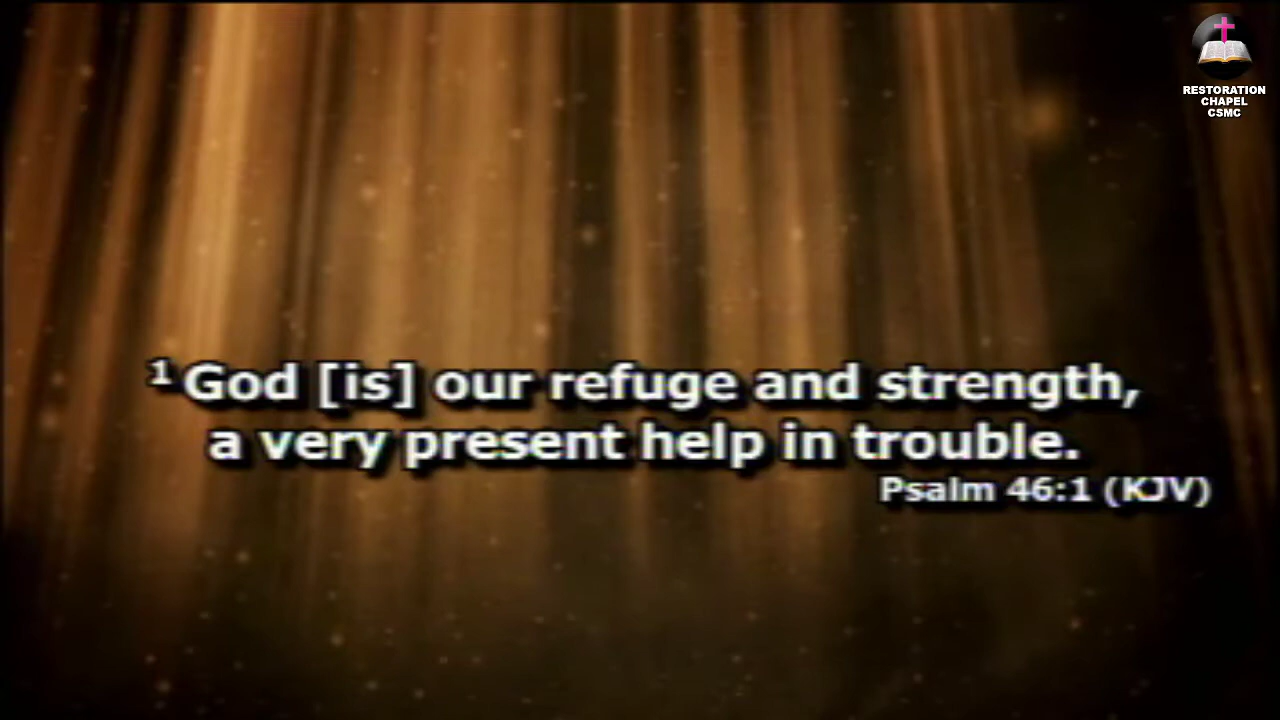 RESTORATION
CHAPEL
CSMC
1 God [is] our refuge and strength,
a very present help in trouble.
Psalm 46:1 (KJV)